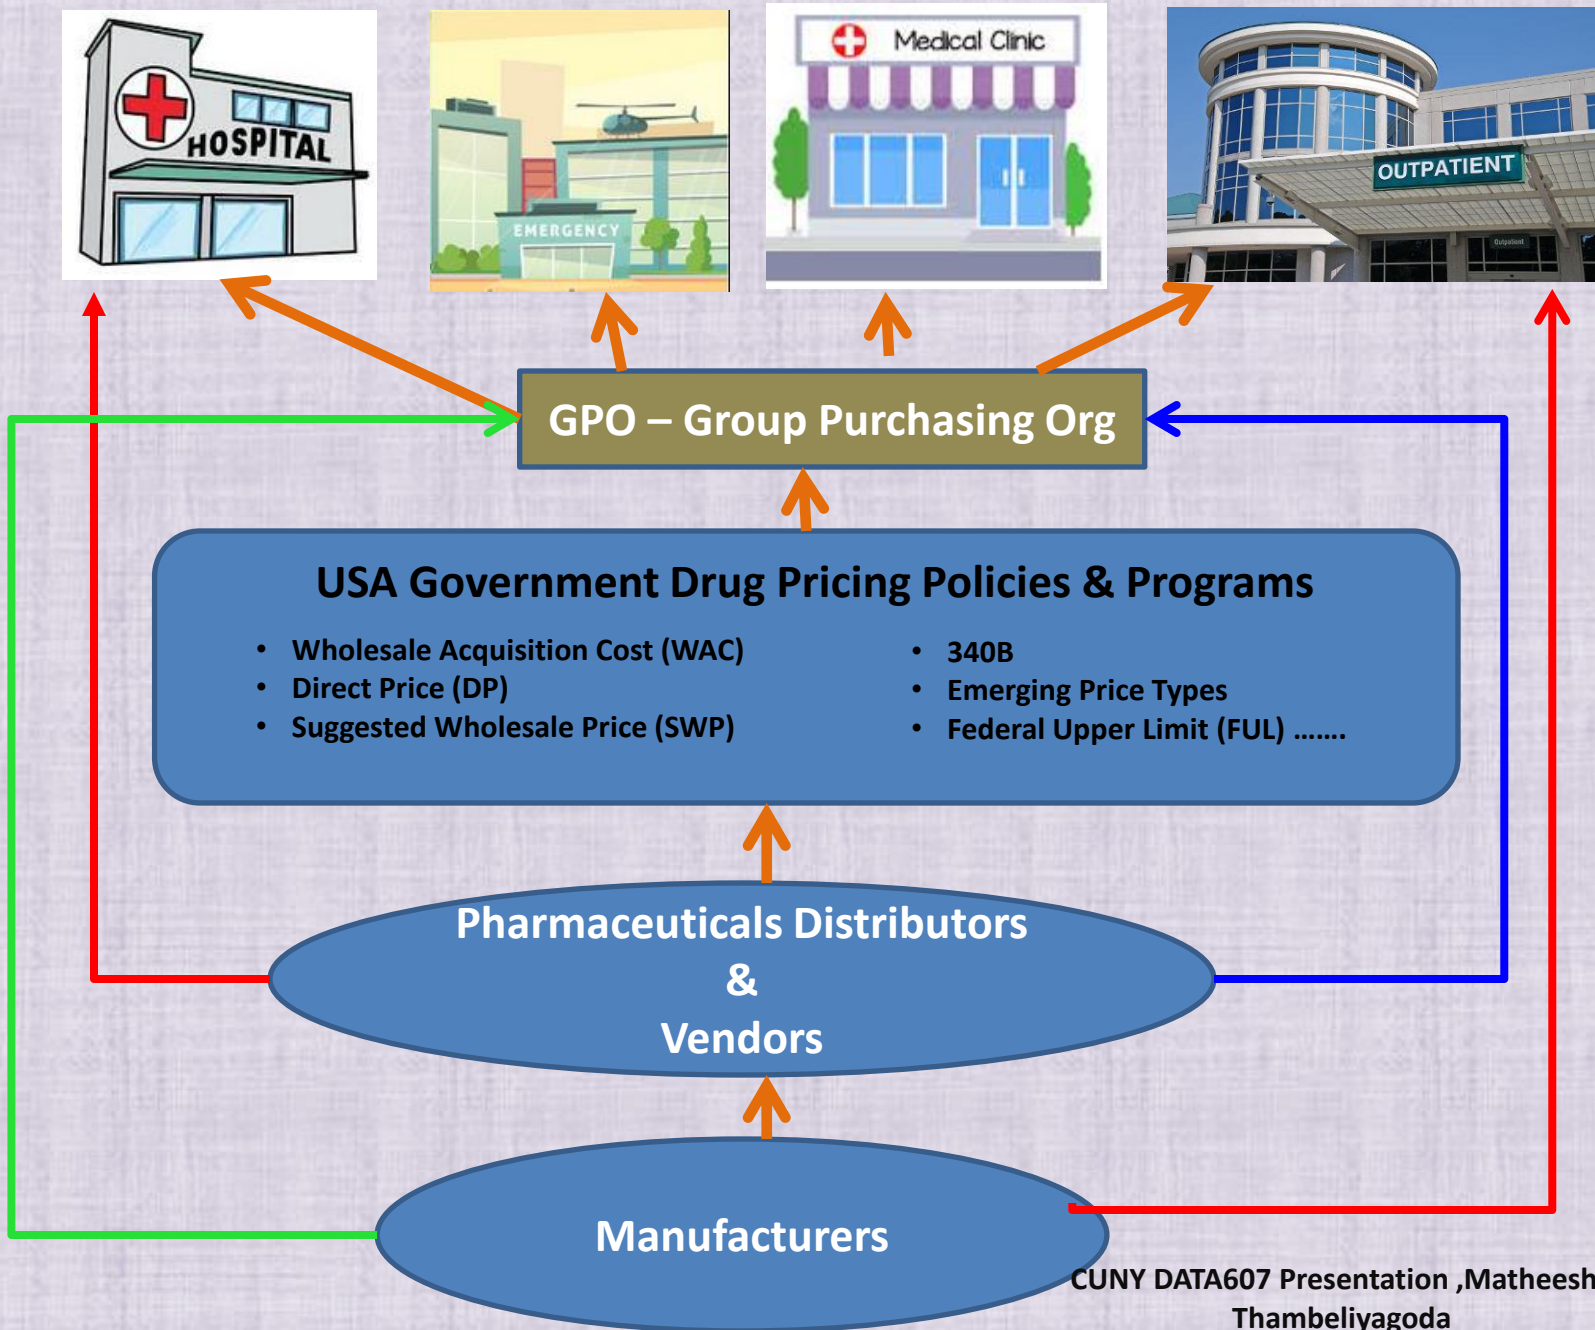 HOSPITAL
EMERGENCY
Medical Clinic
OUTPATIENT
Outpatient
GPO – Group Purchasing Org
USA Government Drug Pricing Policies & Programs
• Wholesale Acquisition Cost (WAC)
• Direct Price (DP)
• Suggested Wholesale Price (SWP)
• 340B
• Emerging Price Types
• Federal Upper Limit (FUL) …….
Pharmaceuticals Distributors
&
Vendors
Manufacturers
CUNY DATA607 Presentation ,Matheesh
Thambeliyagoda